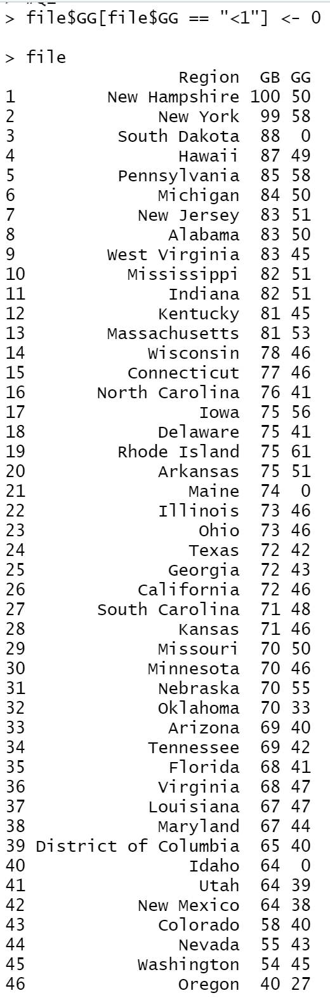 > file$GG[file$GG == "<1"] <- 0
> file
Region GB GG
1 New Hampshire 100 50
2 New York 99 58
3 South Dakota 88 0
4 Hawaii 87 49
5 Pennsylvania 85 58
6 Michigan 84 50
7 New Jersey 83 51
8 Alabama 83 50
9 West Virginia 83 45
10 Mississippi 82 51
11 Indiana 82 51
12 Kentucky 81 45
13 Massachusetts 81 53
14 Wisconsin 78 46
15 Connecticut 77 46
16 North Carolina 76 41
17 Iowa 75 56
18 Delaware 75 41
19 Rhode Island 75 61
20 Arkansas 75 51
21 Maine 74 0
22 Illinois 73 46
23 Ohio 73 46
24 Texas 72 42
25 Georgia 72 43
26 California 72 46
27 South Carolina 71 48
28 Kansas 71 46
29 Missouri 70 50
30 Minnesota 70 46
31 Nebraska 70 55
32 Oklahoma 70 33
33 Arizona 69 40
34 Tennessee 69 42
35 Florida 68 41
36 Virginia 68 47
37 Louisiana 67 47
38 Maryland 67 44
39 District of Columbia 65 40
40 Idaho 64 0
41 Utah 64 39
42 New Mexico 64 38
43 Colorado 58 40
44 Nevada 55 43
45 Washington 54 45
46 Oregon 40 27